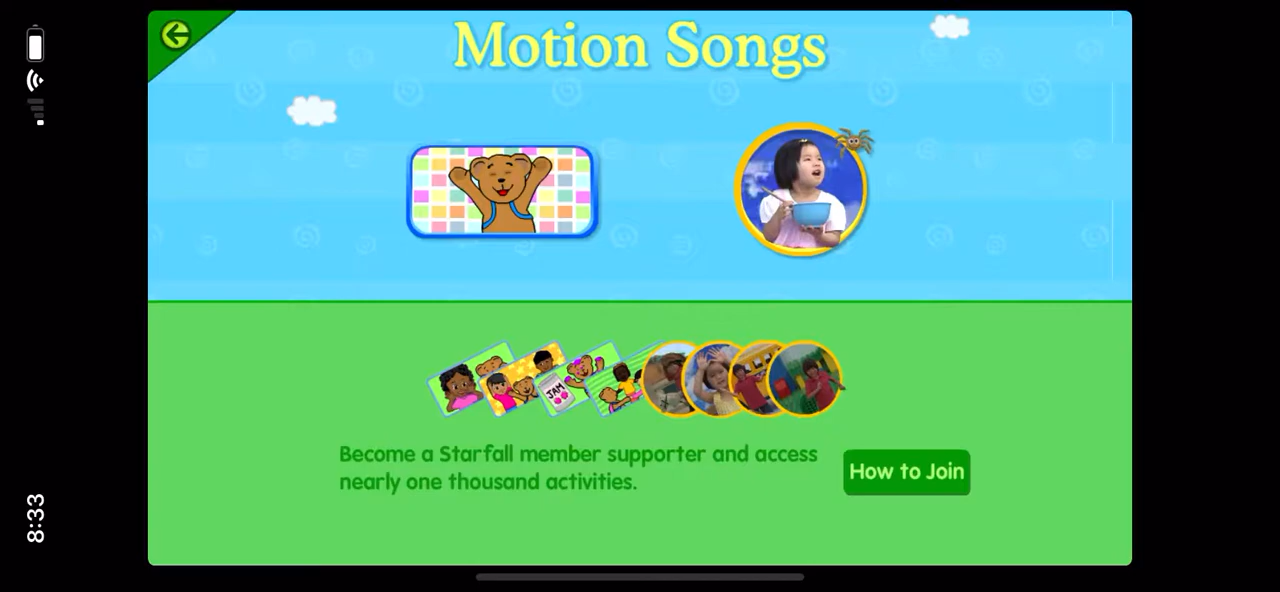 Motion Songs
JAM
Become a Starfall member supporter and access
nearly one thousand activities.
How to Join
8:33